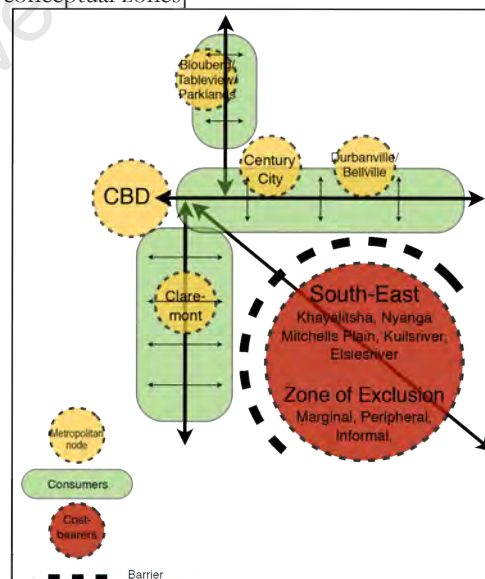 conceptual zones]
Blouberg/
Tableview/
Parklands
Century
City
Durbanville/
Bellville
CBD
Clare-
mont
South-East
Khayelitsha, Nyanga
Mitchells Plain, Kuilsriver,
Elsiesriver
Zone of Exclusion
Marginal, Peripheral,
Informal.
Metropolitan
node
Consumers
Cost-
bearers
Barrier